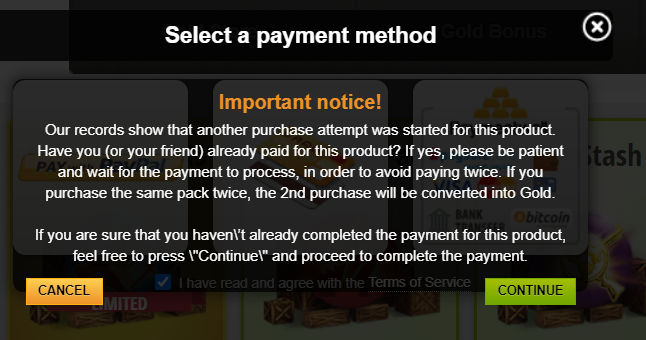 Select a payment method
Gold Bonus
Important notice!
Our records show that another purchase attempt was started for this product.
Have you (or your friend) already paid for this product? If yes, please be patient
and wait for the payment to process, in order to avoid paying twice. If you
purchase the same pack twice, the 2nd purchase will be converted into Gold.
If you are sure that you haven\'t already completed the payment for this product,
feel free to press \"Continue\" and proceed to complete the payment.
PayPal
VISA
Stash
BANK
TRANSFER
bitcoin
CANCEL
I have read and agree with the Terms of Service
CONTINUE
LIMITED